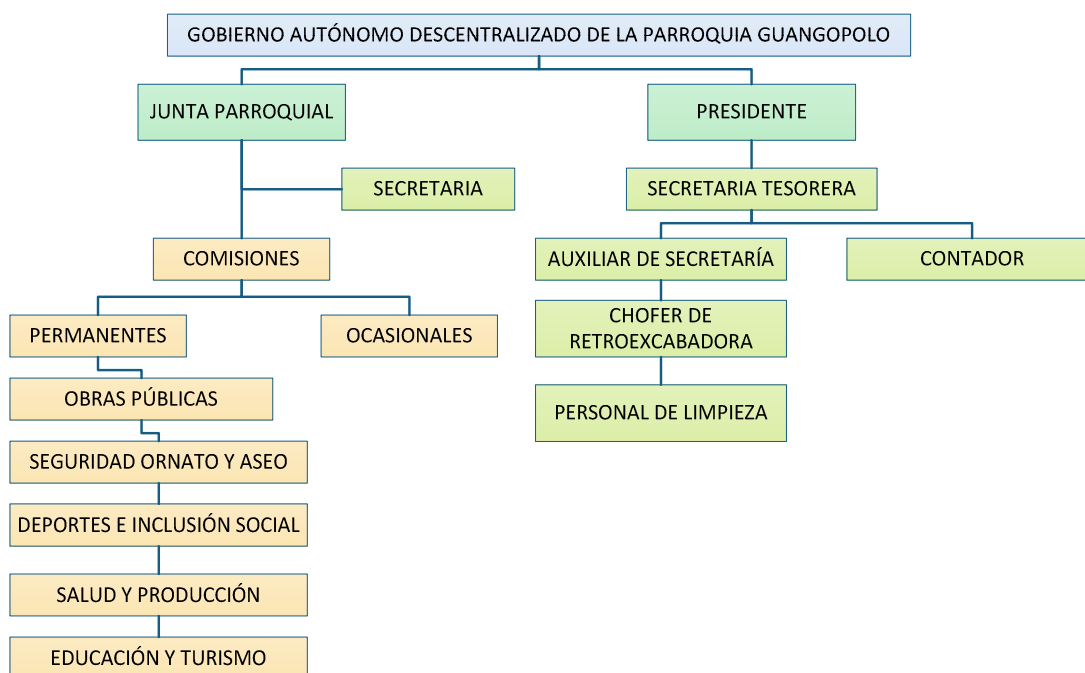 GOBIERNO AUTÓNOMO DESCENTRALIZADO DE LA PARROQUIA GUANGOPOLO
JUNTA PARROQUIAL
PRESIDENTE
SECRETARIA
SECRETARIA TESORERA
COMISIONES
AUXILIAR DE SECRETARÍA
CONTADOR
PERMANENTES
OCASIONALES
CHOFER DE
RETROEXCABADORA
OBRAS PÚBLICAS
PERSONAL DE LIMPIEZA
SEGURIDAD ORNATO Y ASEO
DEPORTES E INCLUSIÓN SOCIAL
SALUD Y PRODUCCIÓN
EDUCACIÓN Y TURISMO